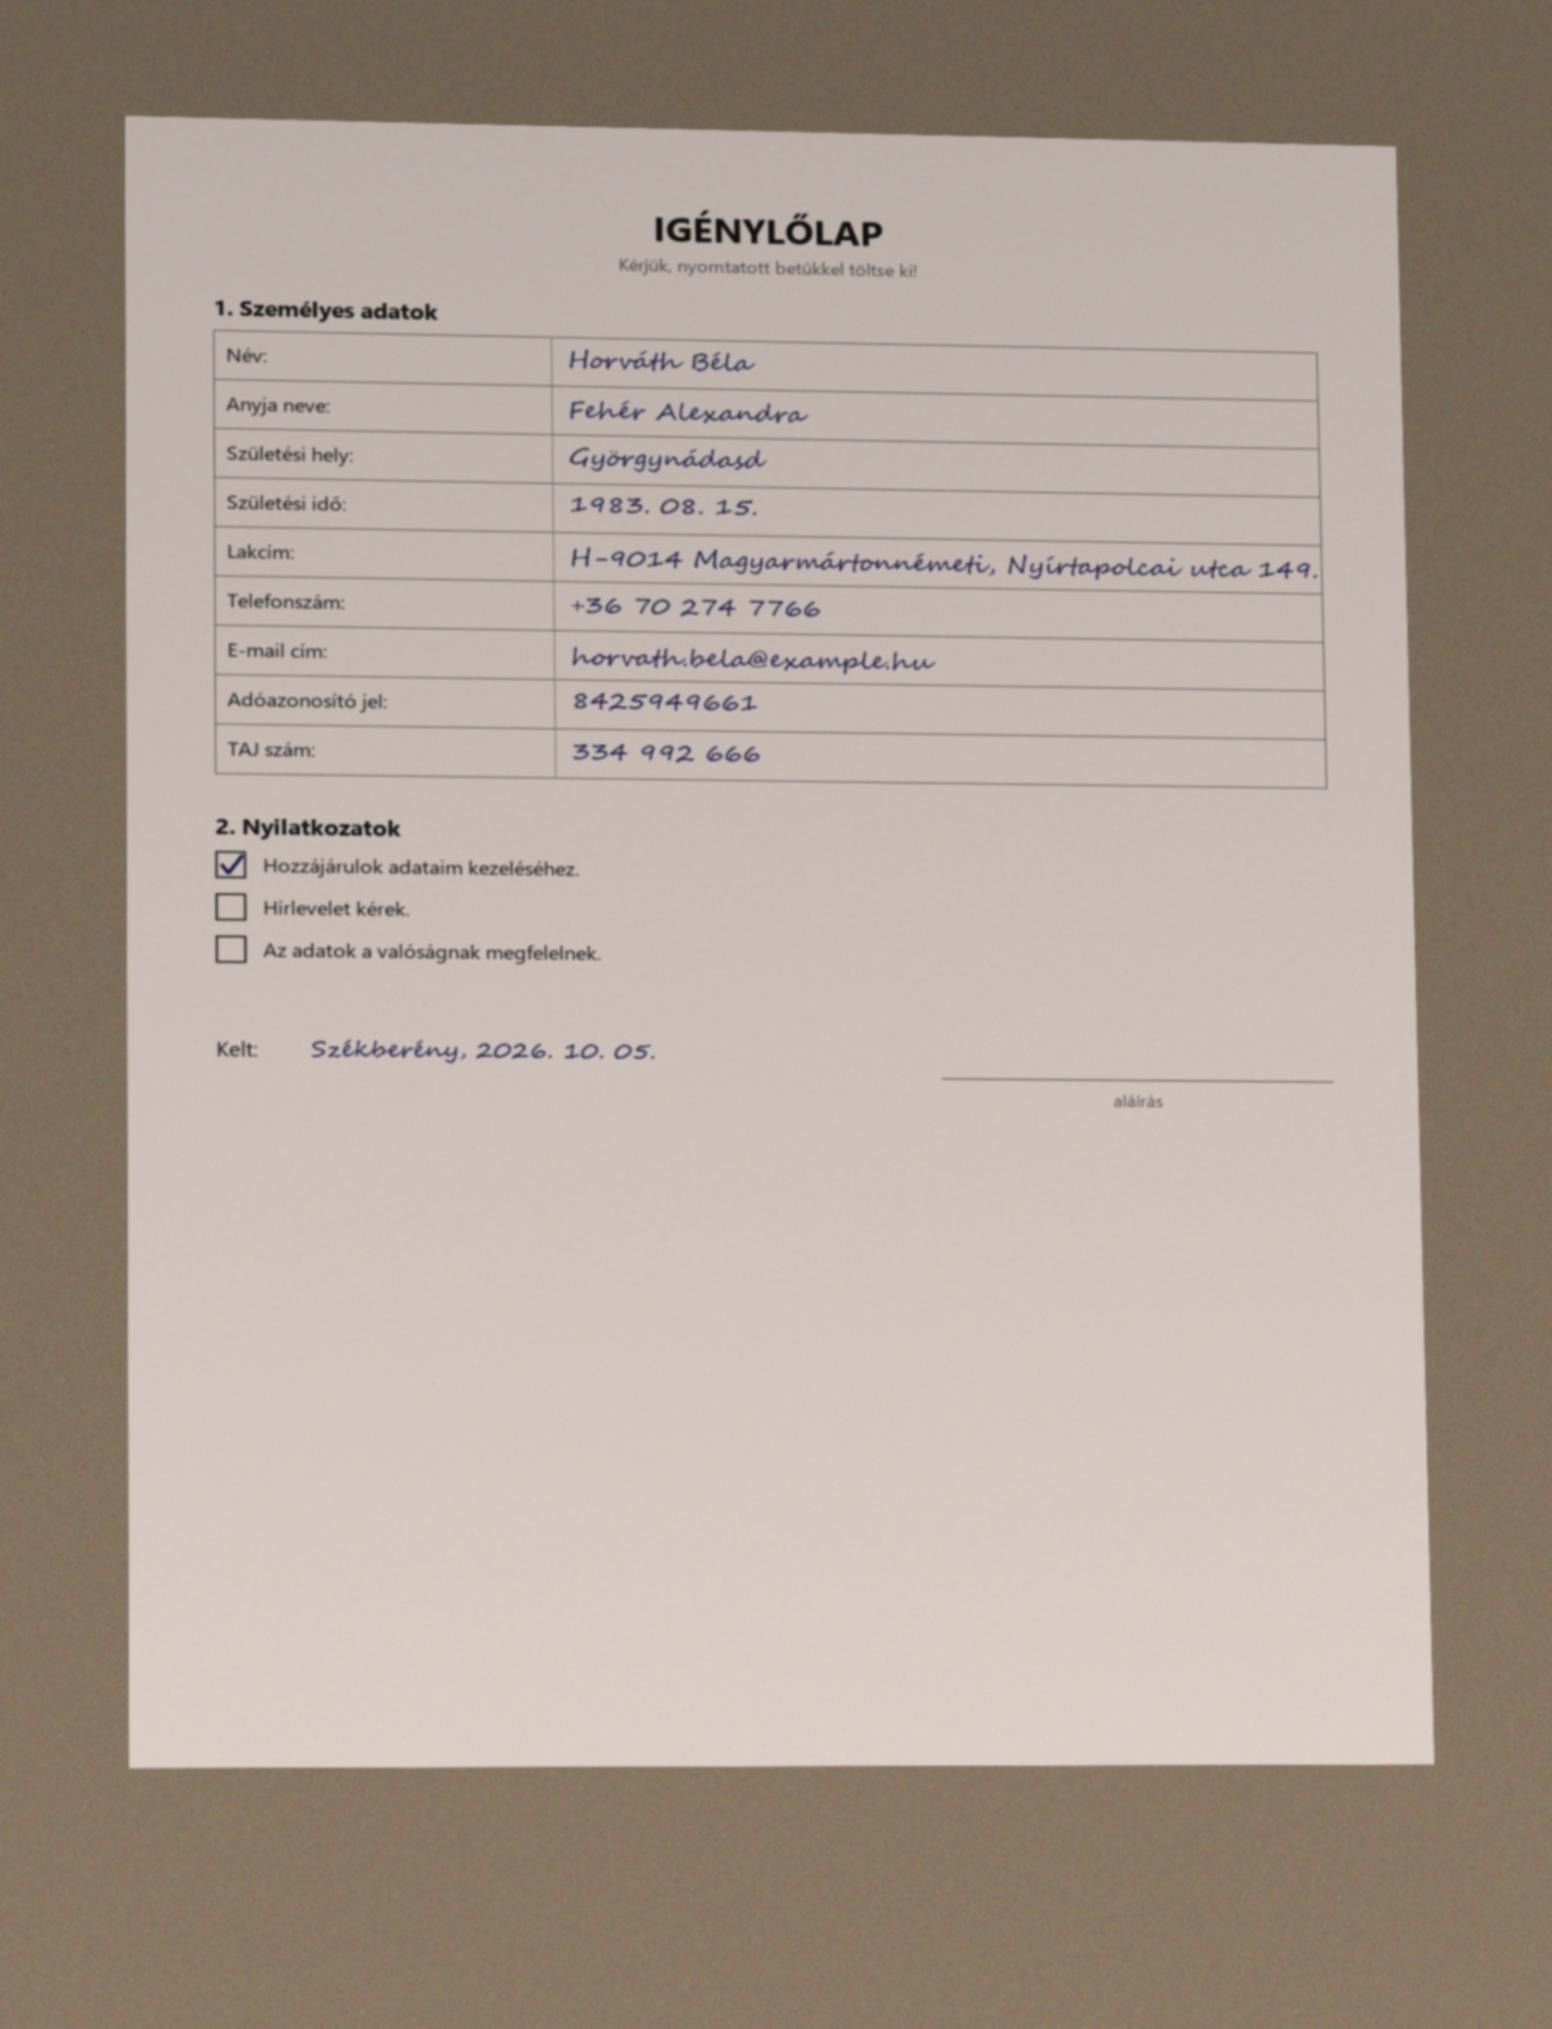 IGÉNYLŐLAP
Kérjük, nyomtatott betűkkel töltse ki!
1. Személyes adatok
Név: Horváth Béla
Anyja neve: Fehér Alexandra
Születési hely: Györgynádasd
Születési idő: 1983. 08. 15.
Lakcím: H-9014 Magyarmártonnémeti, Nyírtapolcai utca 149.
Telefonszám: +36 70 274 7766
E-mail cím: horvath.bela@example.hu
Adóazonosító jel: 8425949661
TAJ szám: 334 992 666
2. Nyilatkozatok
Hozzájárulok adataim kezeléséhez.
Hírlevelet kérek.
Az adatok a valóságnak megfelelnek.
Kelt: Székberény, 2026. 10. 05.
aláírás